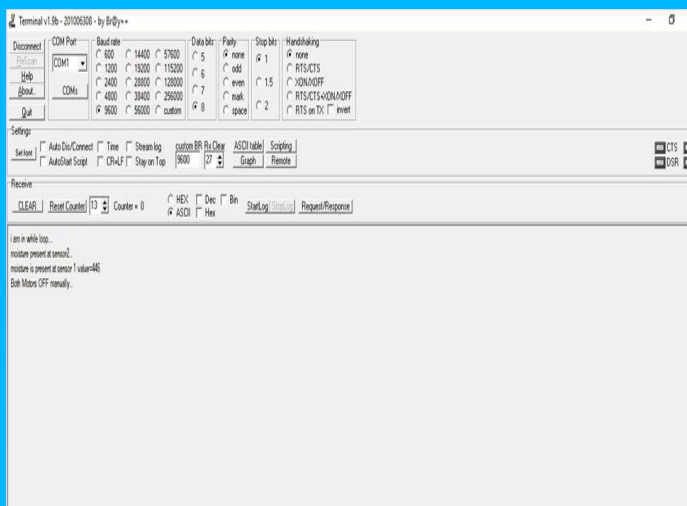 Terminal v1.9b - 201006308 - by Br@y++
Disconnect
ReScan
Help
About..
Quit
COM Port
COM1
COMs
Baud rate
600 14400 57600
1200 19200 115200
2400 28800 128000
4800 38400 256000
9600 56000 custom
Data bits
5
6
7
8
Parity
none
odd
even
mark
space
Stop bits
1
1.5
2
Handshaking
none
RTS/CTS
XON/XOFF
RTS/CTS+XON/XOFF
RTS on TX invert
Settings
Set font
Auto Dis/Connect Time Stream log
AutoStart Script CR=LF Stay on Top
custom BR Rx Clear
9600 27
ASCII table Scripting
Graph Remote
CTS
DSR
Receive
CLEAR Reset Counter 13 Counter = 0
HEX Dec Bin
ASCII Hex
StartLog StopLog Request/Response
i am in while loop...
moisture present at sensor2..
moisture is present at sensor 1 value=446
Both Motors OFF manually..